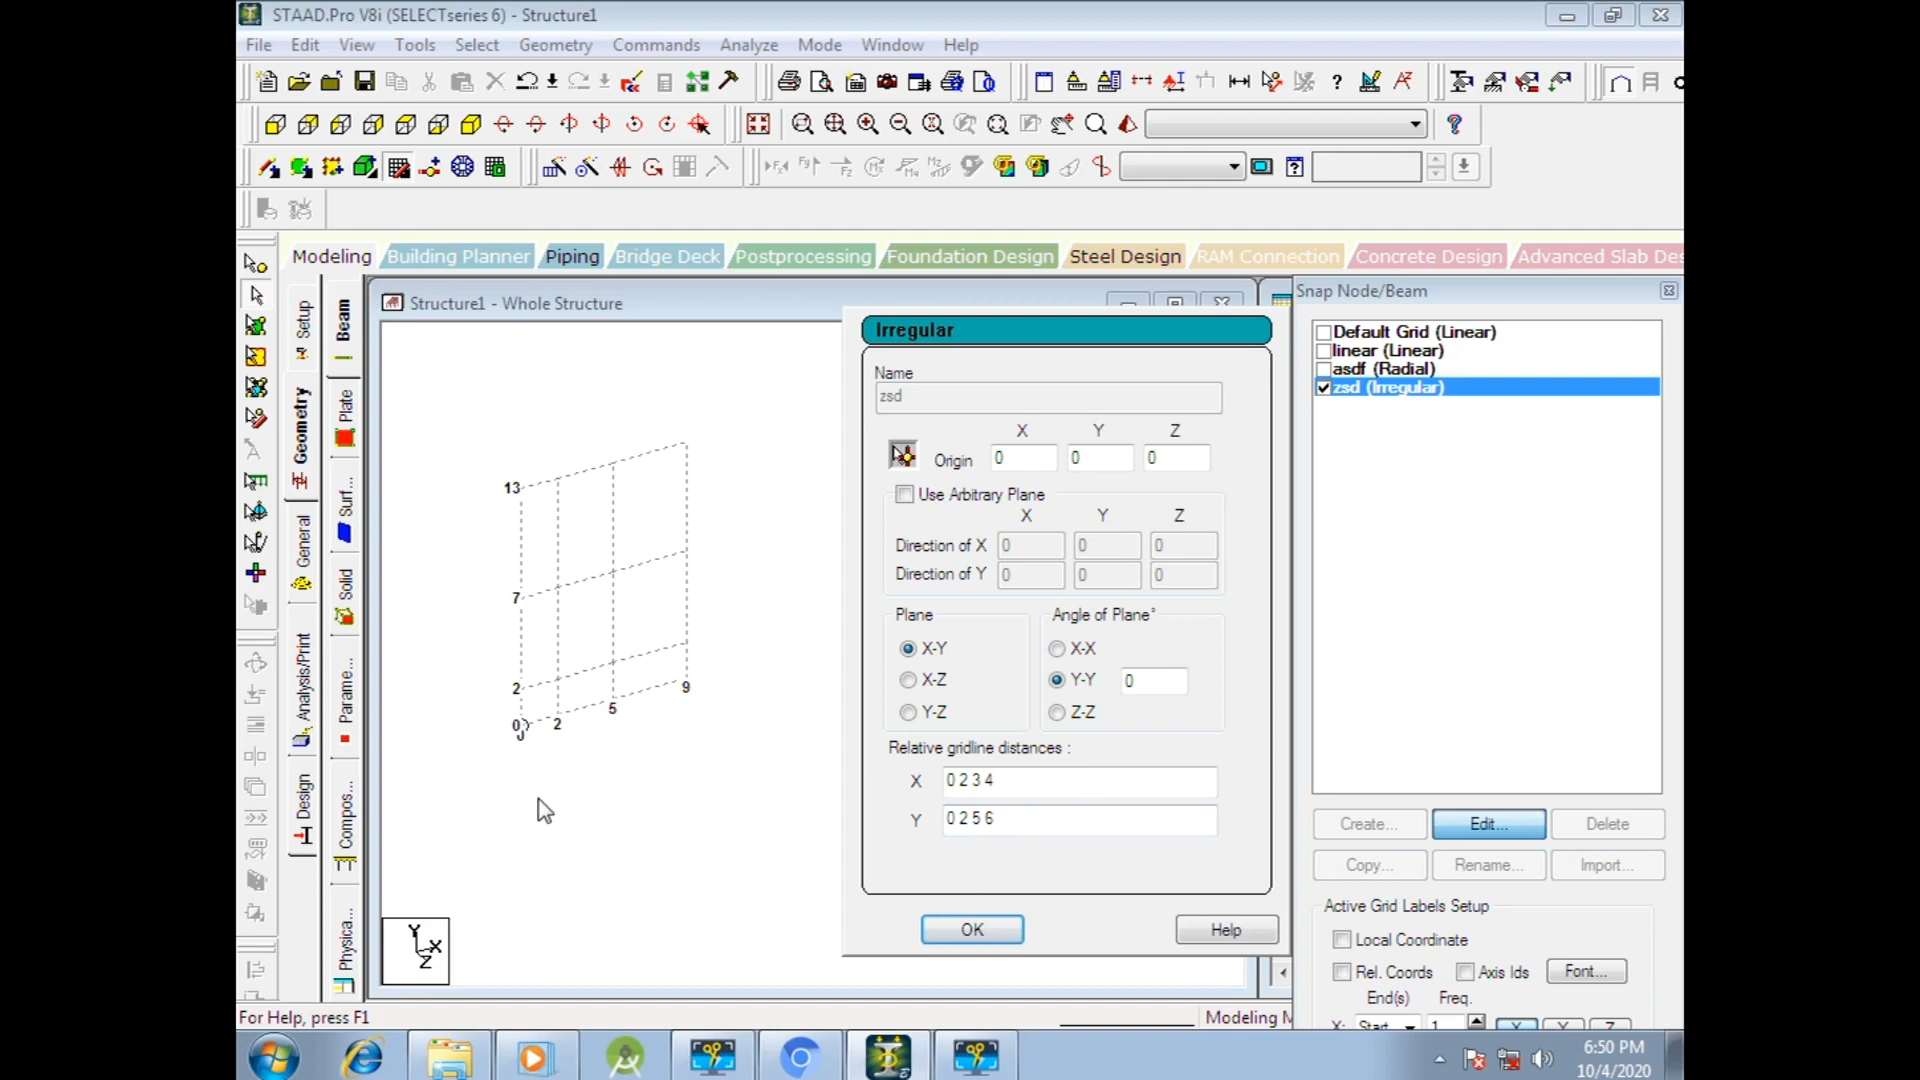 STAAD.Pro V8i (SELECTseries 6) - Structure1
File Edit View Tools Select Geometry Commands Analyze Mode Window Help
Modeling Building Planner Piping Bridge Deck Postprocessing Foundation Design Steel Design RAM Connection Concrete Design Advanced Slab Des
Setup
Geometry
General
Analysis/Print
Design
Beam
Plate
Surf...
Solid
Parame...
Compos...
Physica...
Structure1 - Whole Structure
13
7
2
0
2
5
9
Y
X
Z
Irregular
Name
zsd
X Y Z
Origin 0 0 0
Use Arbitrary Plane
X Y Z
Direction of X 0 0 0
Direction of Y 0 0 0
Plane
X-Y
X-Z
Y-Z
Angle of Plane°
X-X
Y-Y 0
Z-Z
Relative gridline distances :
X 0 2 3 4
Y 0 2 5 6
OK Help
Snap Node/Beam
Default Grid (Linear)
linear (Linear)
asdf (Radial)
zsd (Irregular)
Create... Edit... Delete
Copy... Rename... Import...
Active Grid Labels Setup
Local Coordinate
Rel. Coords Axis Ids Font...
End(s) Freq.
X: Start 1 X Y Z
For Help, press F1
Modeling M
6:50 PM
10/4/2020